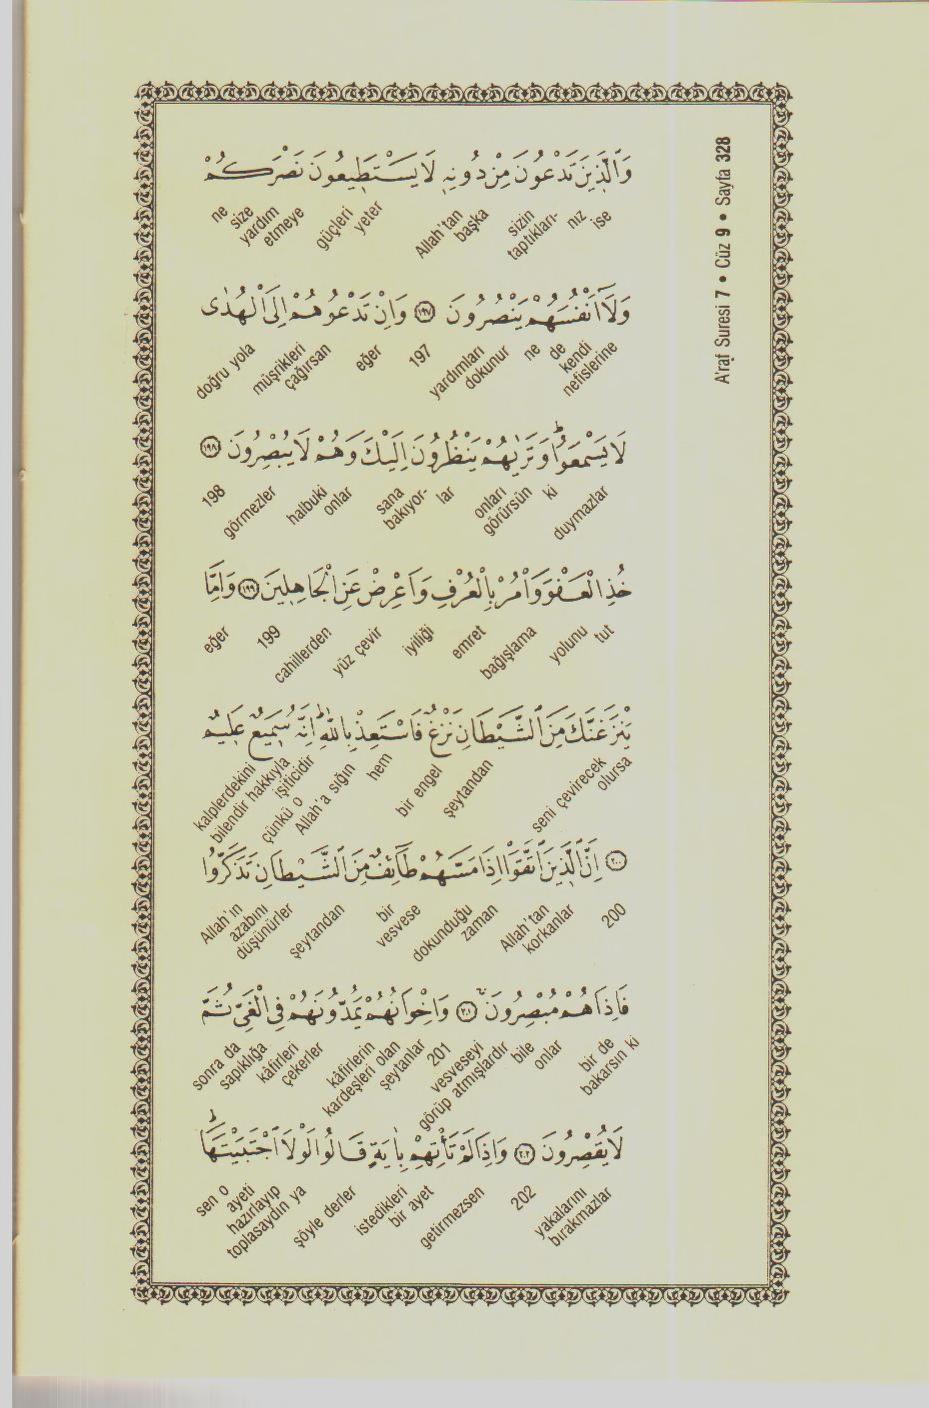 A'raf Suresi 7 • Cüz 9 • Sayfa 328
وَالَّذِينَ تَدْعُونَ مِنْ دُونِهِ لَا يَسْتَطِيعُونَ نَصْرَكُمْ
ise nız sizin taptıkları- Allah'tan başka yeter güçleri ne size yardım etmeye
وَلَا أَنْفُسَهُمْ يَنْصُرُونَ ﴿١٩٧﴾ وَاِنْ تَدْعُوهُمْ اِلَى الْهُدٰى
kendi nefislerine de ne yardımları dokunur 197 eğer müşrikleri çağırsan doğru yola
لَا يَسْمَعُوا وَتَرٰيهُمْ يَنْظُرُونَ اِلَيْكَ وَهُمْ لَا يُبْصِرُونَ ﴿١٩٨﴾
duymazlar ki onları görürsün lar sana bakıyor- onlar halbuki görmezler 198
خُذِ الْعَفْوَ وَاْمُرْ بِالْعُرْفِ وَاَعْرِضْ عَنِ الْجَاهِلِينَ ﴿١٩٩﴾ وَاِمَّا
tut yolunu bağışlama emret iyiliği yüz çevir cahillerden 199 eğer
يَنْزَغَنَّكَ مِنَ الشَّيْطَانِ نَزْغٌ فَاسْتَعِذْ بِاللّٰهِ اِنَّهُ سَمِيعٌ عَلِيمٌ
seni çevirecek olursa şeytandan bir engel hem Allah'a sığın çünkü o hakkıyla işiticidir kalplerdekini bilendir
﴿٢٠٠﴾ اِنَّ الَّذِينَ اتَّقَوْا اِذَا مَسَّهُمْ طَائِفٌ مِنَ الشَّيْطَانِ تَذَكَّرُوا
200 Allah'tan korkanlar dokunduğu zaman bir vesvese şeytandan Allah'ın azabını düşünürler
فَاِذَا هُمْ مُبْصِرُونَ ﴿٢٠١﴾ وَاِخْوَانُهُمْ يَمُدُّونَهُمْ فِي الْغَيِّ ثُمَّ
bir de bakarsın ki onlar bile vesveseyi görüp atmışlardır 201 kâfirlerin kardeşleri olan şeytanlar kâfirleri çekerler sapıklığa sonra da
لَا يُقْصِرُونَ ﴿٢٠٢﴾ وَاِذَا لَمْ تَأْتِهِمْ بِاٰيَةٍ قَالُوا لَوْلَا اجْتَبَيْتَهَا
yakalarını bırakmazlar 202 getirmezsen istedikleri bir ayet şöyle derler sen o ayeti hazırlayıp toplasaydın ya